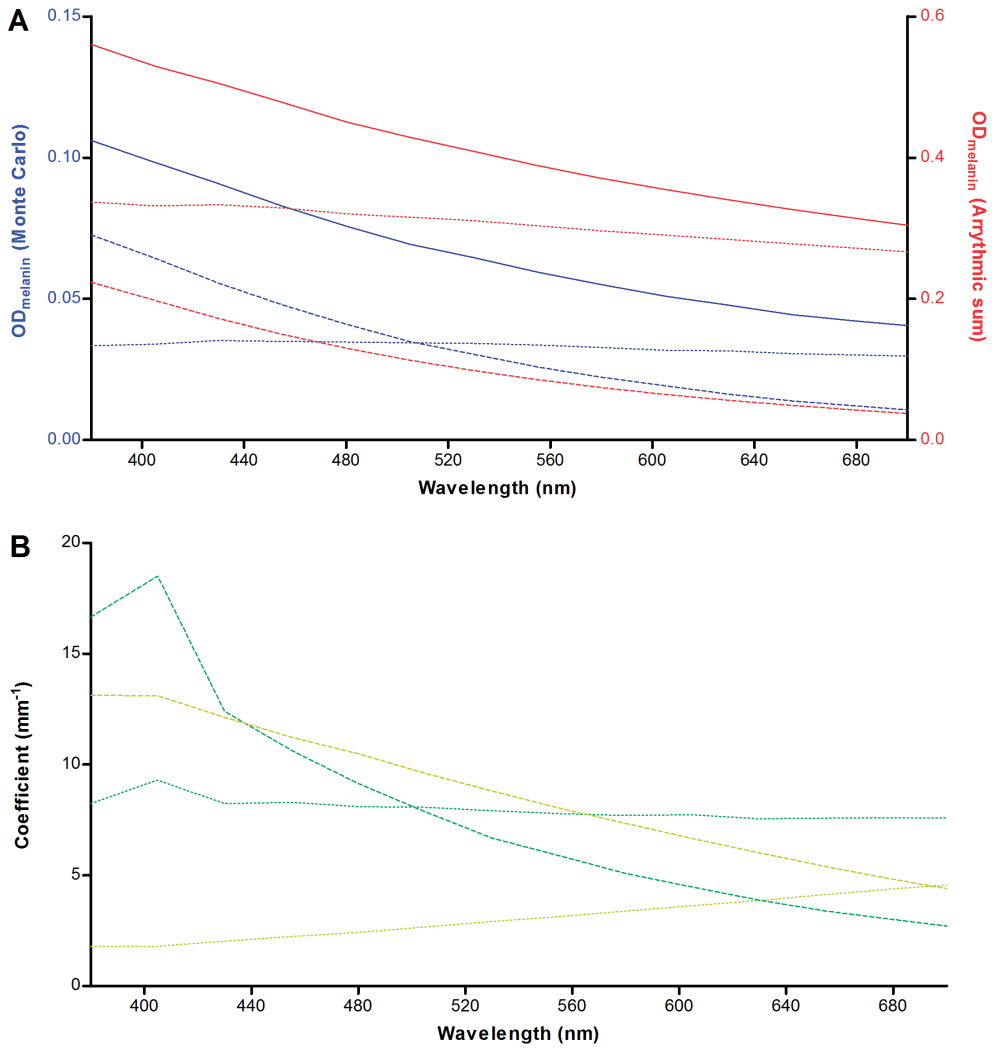 A
0.15
0.10
0.05
0.00
0.6
0.4
0.2
0.0
ODmelanin (Monte Carlo)
ODmelanin (Arrythmic sum)
400 440 480 520 560 600 640 680
Wavelength (nm)
B
20
15
10
5
0
Coefficient (mm-1)
400 440 480 520 560 600 640 680
Wavelength (nm)